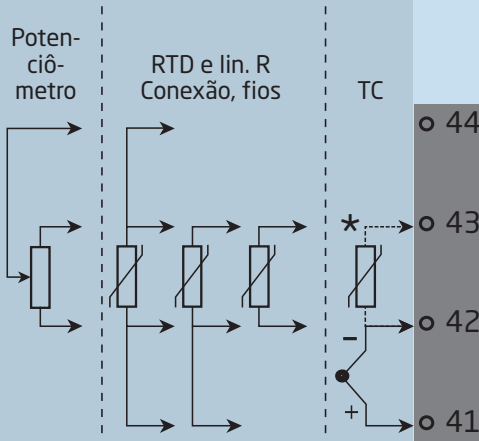 Poten-
ciô-
metro
RTD e lin. R
Conexão, fios
TC
44
*
43
42
–
+
41